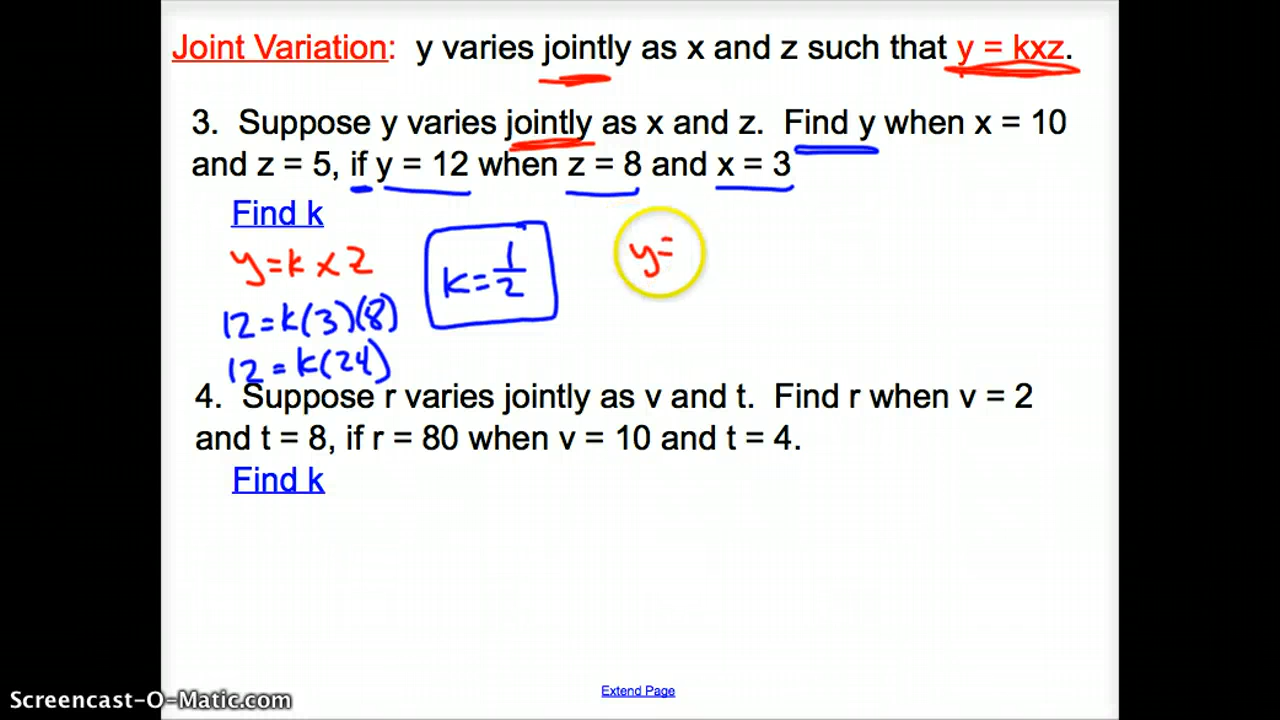 Joint Variation: y varies jointly as x and z such that y = kxz.
3. Suppose y varies jointly as x and z. Find y when x = 10
and z = 5, if y = 12 when z = 8 and x = 3
Find k
y=kxz
12=k(3)(8)
12=k(24)
k=1/2
y=
4. Suppose r varies jointly as v and t. Find r when v = 2
and t = 8, if r = 80 when v = 10 and t = 4.
Find k
Extend Page
Screencast-O-Matic.com